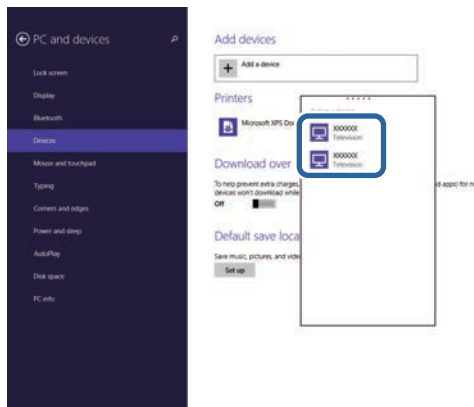 PC and devices
Lock screen
Display
Bluetooth
Devices
Mouse and touchpad
Typing
Corners and edges
Power and sleep
AutoPlay
Disk space
PC info
Add devices
Add a device
Printers
Microsoft XPS Doc
Download over
To help prevent extra charges,
d apps) for n
devices won't download while
Off
Default save loca
Save music, pictures, and vide
Set up
XXXXXX
Television
XXXXXX
Television